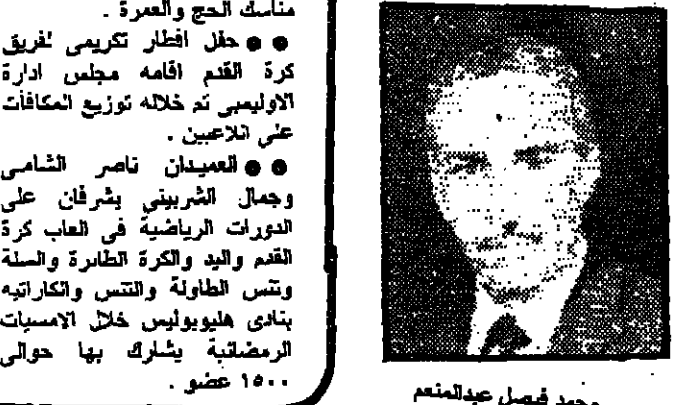 مناسك الحج والعمرة .
●● حفل افطار تكريمى لفريق
كرة القدم اقامه مجلس ادارة
الاوليمبى تم خلاله توزيع المكافآت
على اللاعبين .
●● العميدان ناصر الشامى
وجمال الشربيني يشرفان على
الدورات الرياضية فى العاب كرة
القدم واليد والكرة الطائرة والسلة
وتنس الطاولة والتنس والكاراتيه
بنادى هليوبوليس خلال الامسيات
الرمضانية يشارك بها حوالى
١٥٠٠ عضو .
فيصل عبدالمنعم